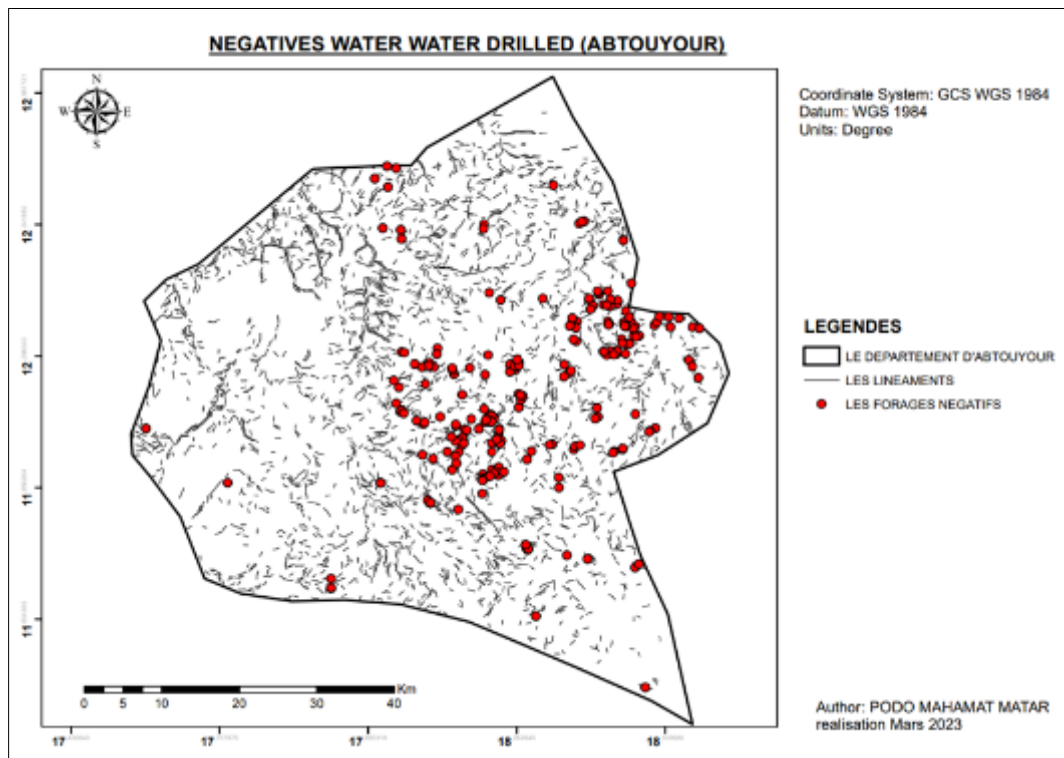 NEGATIVES WATER WATER DRILLED (ABTOUYOUR)
N
W
E
S
Coordinate System: GCS WGS 1984
Datum: WGS 1984
Units: Degree
LEGENDES
LE DEPARTEMENT D'ABTOUYOUR
LES LINEAMENTS
LES FORAGES NEGATIFS
12
12
12
11
11
Km
0 5 10 20 30 40
17 17 17 18 18
Author: PODO MAHAMAT MATAR
realisation Mars 2023